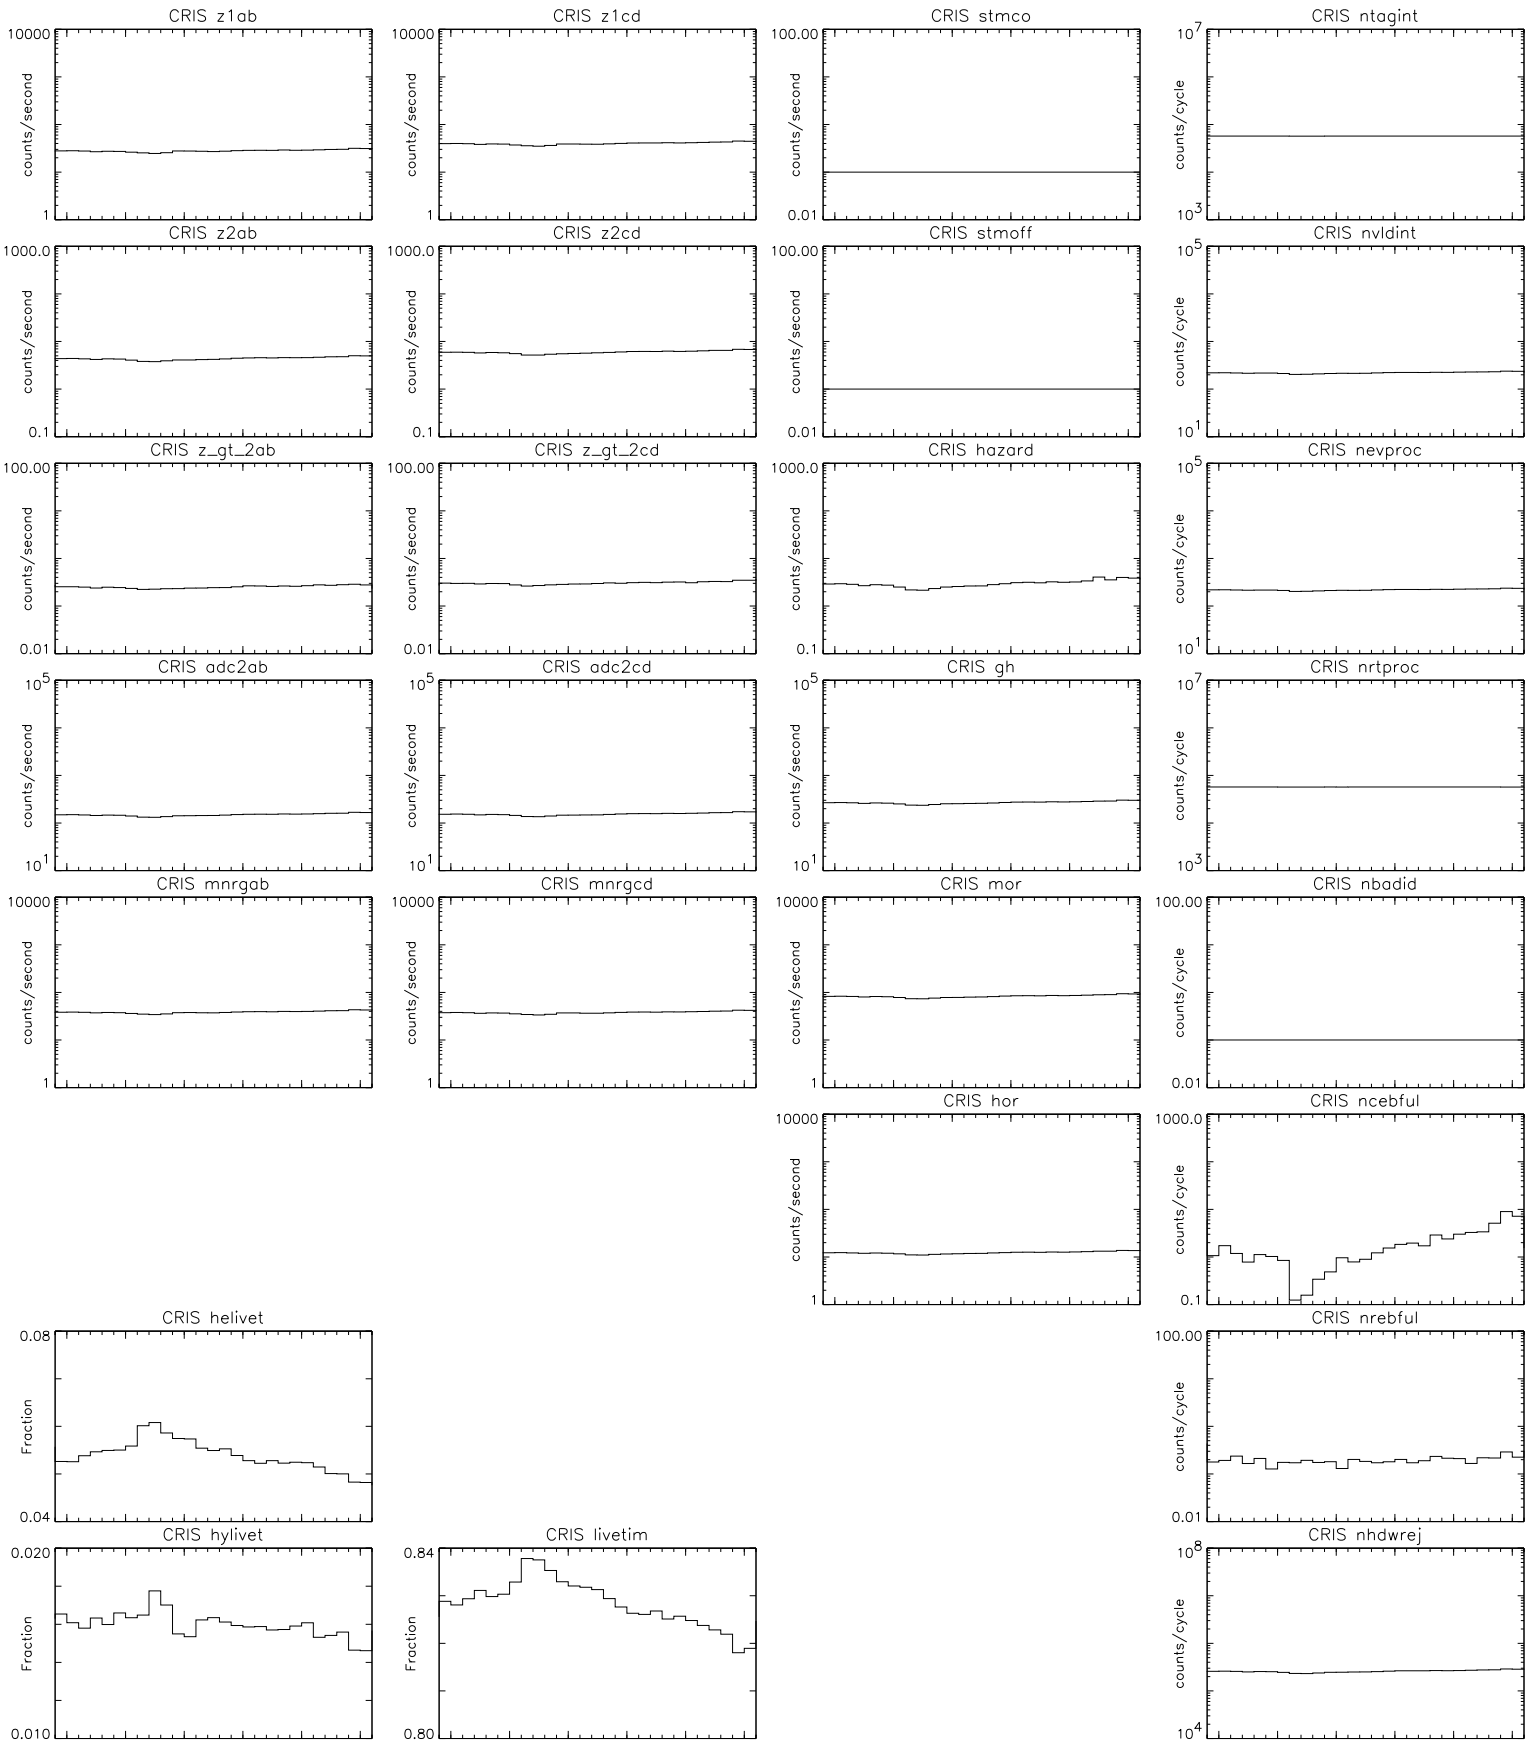 CRIS z1ab
10000
counts/second
1
CRIS z1cd
10000
counts/second
1
CRIS stmco
100.00
counts/second
0.01
CRIS ntagint
10^7
counts/cycle
10^3
CRIS z2ab
1000.0
counts/second
0.1
CRIS z2cd
1000.0
counts/second
0.1
CRIS stmoff
100.00
counts/second
0.01
CRIS nvldint
10^5
counts/cycle
10^1
CRIS z_gt_2ab
100.00
counts/second
0.01
CRIS z_gt_2cd
100.00
counts/second
0.01
CRIS hazard
1000.0
counts/second
0.1
CRIS nevproc
10^5
counts/cycle
10^1
CRIS adc2ab
10^5
counts/second
10^1
CRIS adc2cd
10^5
counts/second
10^1
CRIS gh
10^5
counts/second
10^1
CRIS nrtproc
10^7
counts/cycle
10^3
CRIS mnrgab
10000
counts/second
1
CRIS mnrgcd
10000
counts/second
1
CRIS mor
10000
counts/second
1
CRIS nbadid
100.00
counts/cycle
0.01
CRIS hor
10000
counts/second
1
CRIS ncebful
1000.0
counts/cycle
0.1
CRIS helivet
0.08
Fraction
0.04
CRIS nrebful
100.00
counts/cycle
0.01
CRIS hylivet
0.020
Fraction
0.010
CRIS livetim
0.84
Fraction
0.80
CRIS nhdwrej
10^8
counts/cycle
10^4